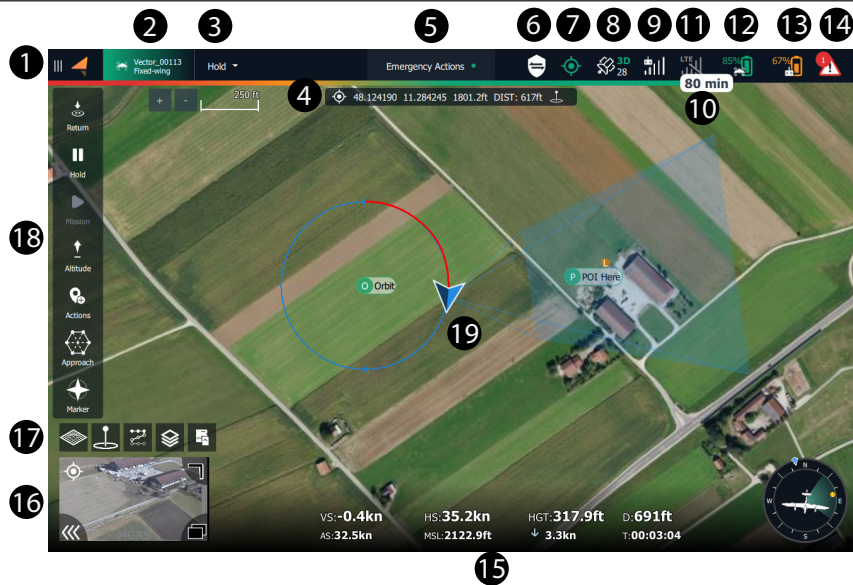 2
3
5
6
7
8
9
11
12
13
14
1
Vector_00113
Fixed-wing
Hold
Emergency Actions
3D
28
LTE
85%
67%
1
80 min
10
+
-
250 ft
4
48.124190 11.284245 1801.2ft DIST: 617ft
Return
Hold
Mission
18
Altitude
Actions
Approach
Marker
O Orbit
L
P POI Here
19
17
16
MGRS
VS:-0.4kn HS:35.2kn HGT:317.9ft D:691ft
AS:32.5kn MSL:2122.9ft 3.3kn T:00:03:04
N
W
E
S
L
15